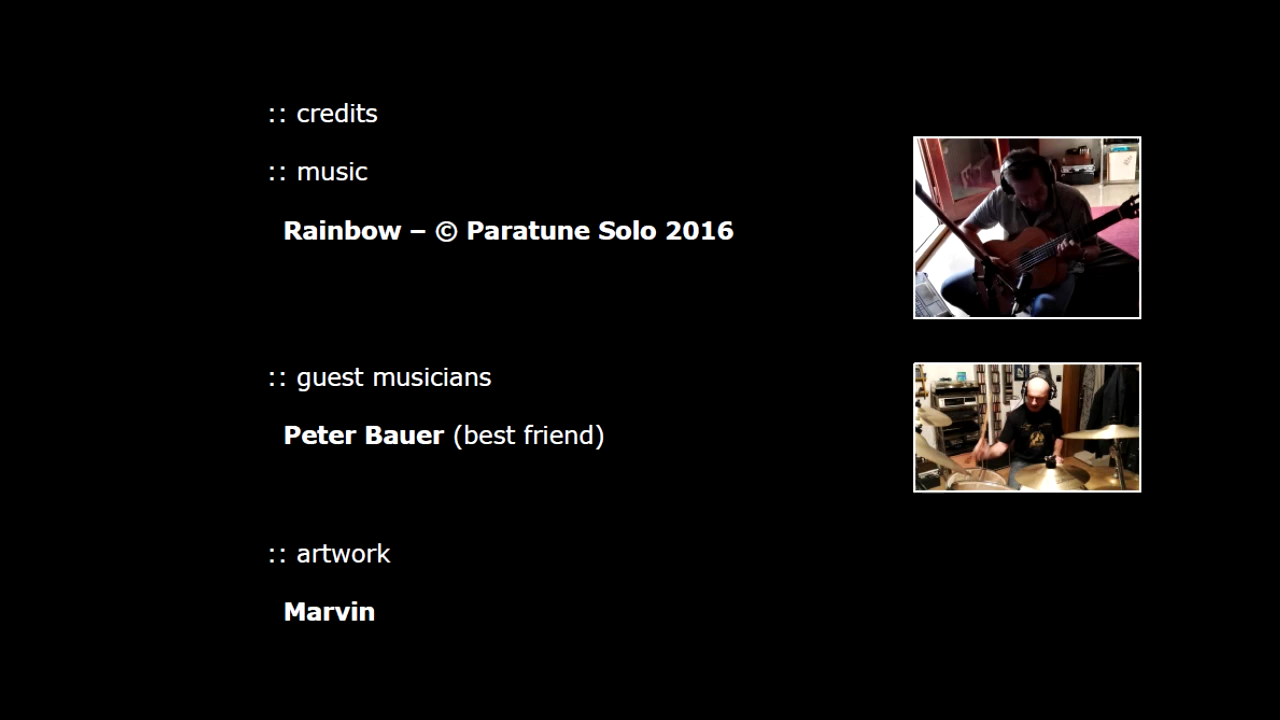 :: credits
:: music
Rainbow – © Paratune Solo 2016
:: guest musicians
Peter Bauer (best friend)
:: artwork
Marvin